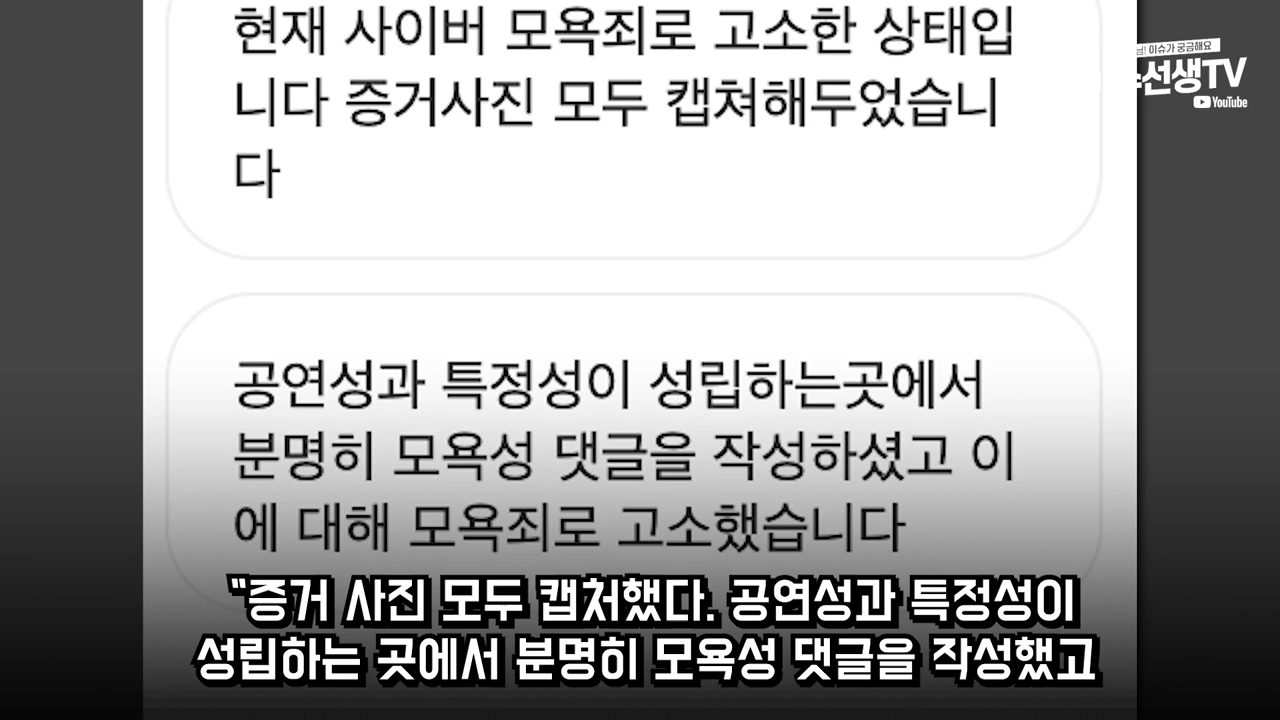 현재 사이버 모욕죄로 고소한 상태입
니다 증거사진 모두 캡쳐해두었습니
다
님! 이슈가 궁금해요
선생TV
YouTube
공연성과 특정성이 성립하는곳에서
분명히 모욕성 댓글을 작성하셨고 이
에 대해 모욕죄로 고소했습니다
"증거 사진 모두 캡처했다. 공연성과 특정성이
성립하는 곳에서 분명히 모욕성 댓글을 작성했고